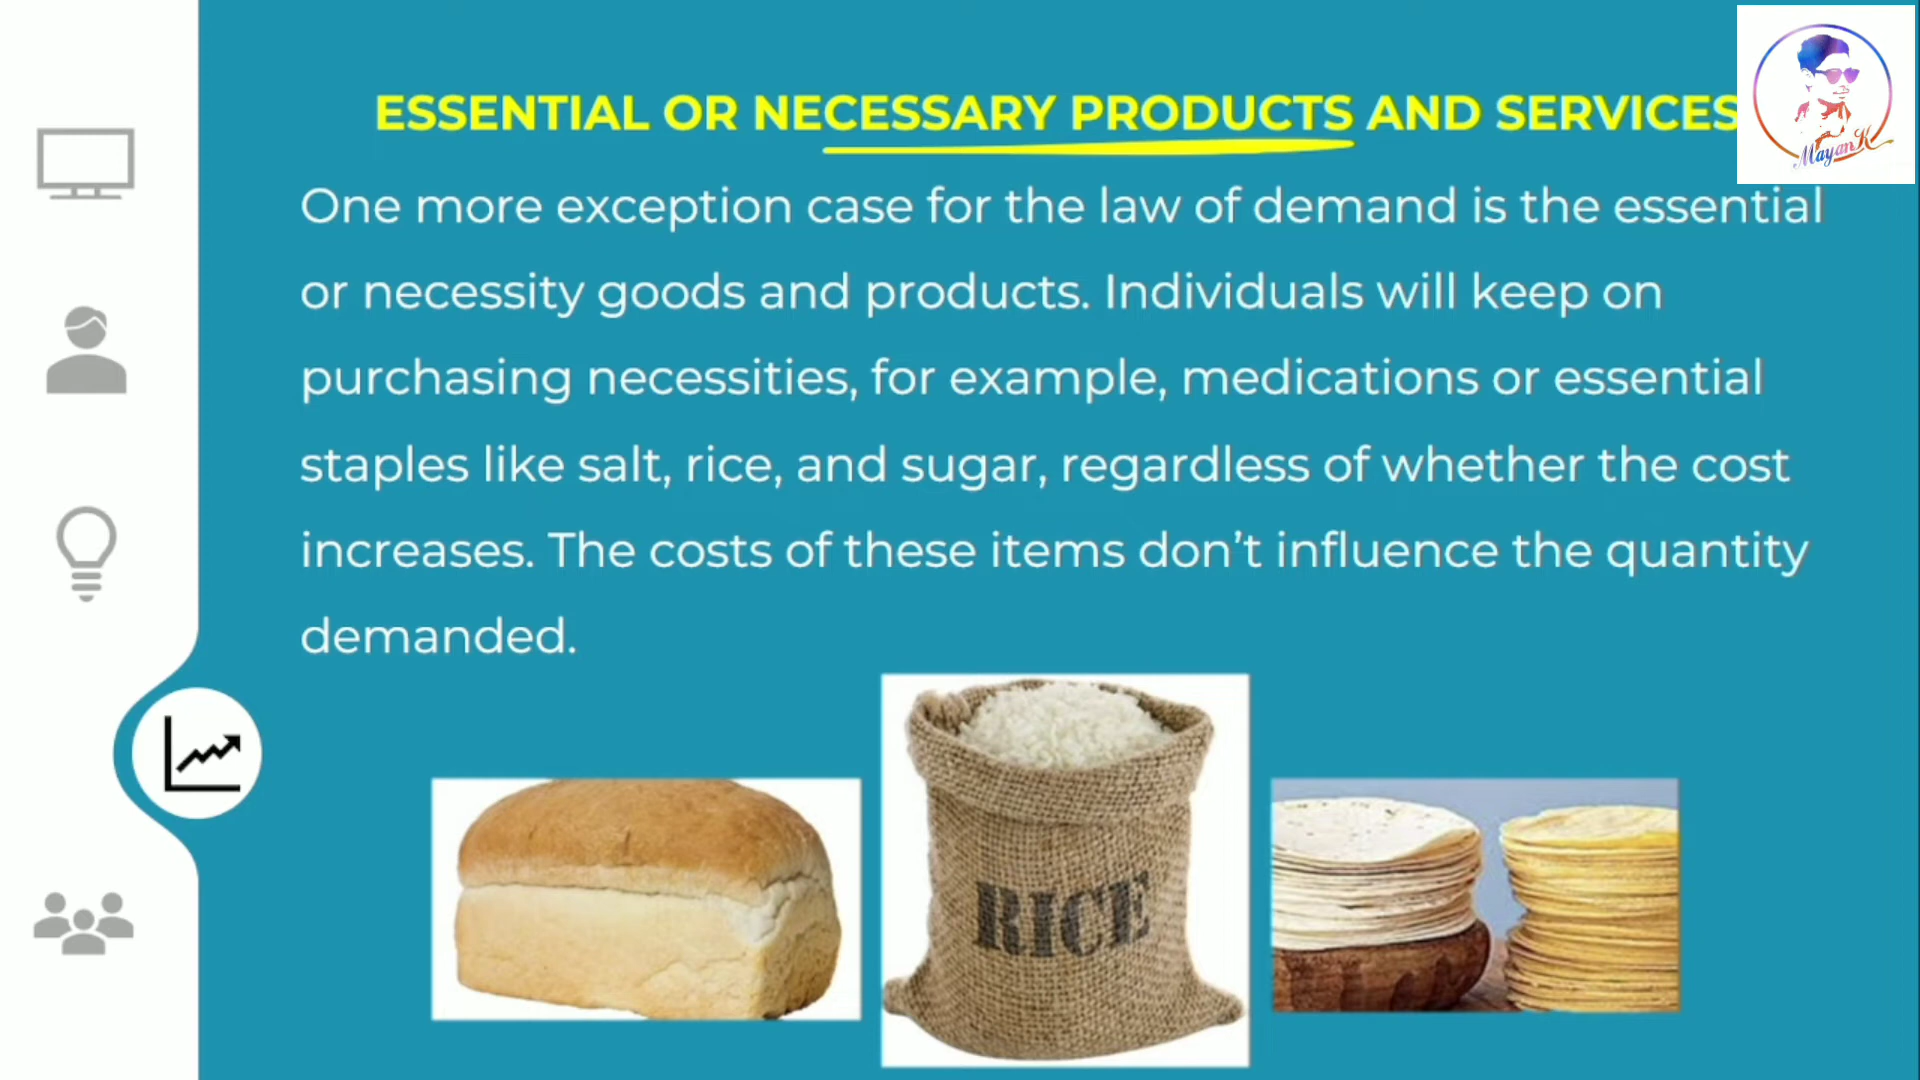 ESSENTIAL OR NECESSARY PRODUCTS AND SERVICES
MayanK
One more exception case for the law of demand is the essential
or necessity goods and products. Individuals will keep on
purchasing necessities, for example, medications or essential
staples like salt, rice, and sugar, regardless of whether the cost
increases. The costs of these items don’t influence the quantity
demanded.
RICE